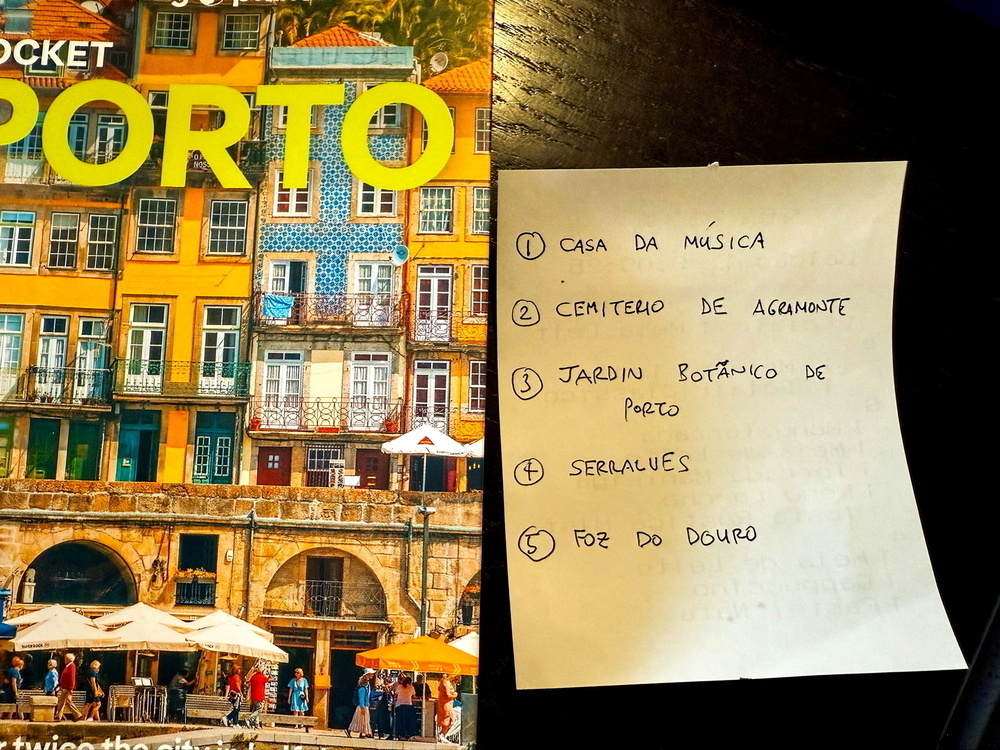 OCKET
PORTO
① CASA DA MÚSICA
② CEMITERIO DE AGRAMONTE
③ JARDIN BOTÂNICO DE
PORTO
④ SERRALVES
⑤ FOZ DO DOURO
twice the city